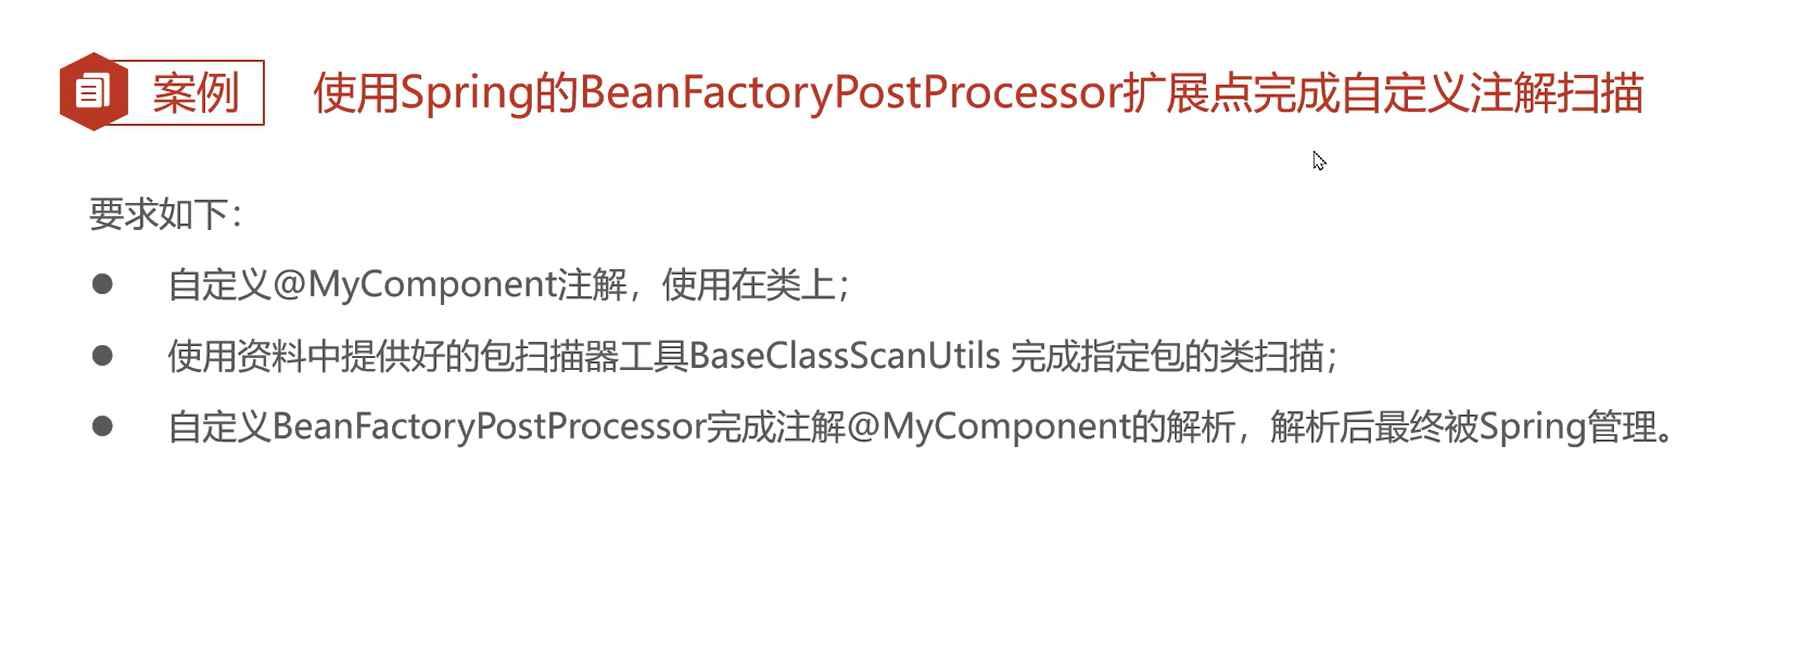 案例 使用Spring的BeanFactoryPostProcessor扩展点完成自定义注解扫描
要求如下：
● 自定义@MyComponent注解，使用在类上；
● 使用资料中提供好的包扫描器工具BaseClassScanUtils 完成指定包的类扫描；
● 自定义BeanFactoryPostProcessor完成注解@MyComponent的解析，解析后最终被Spring管理。